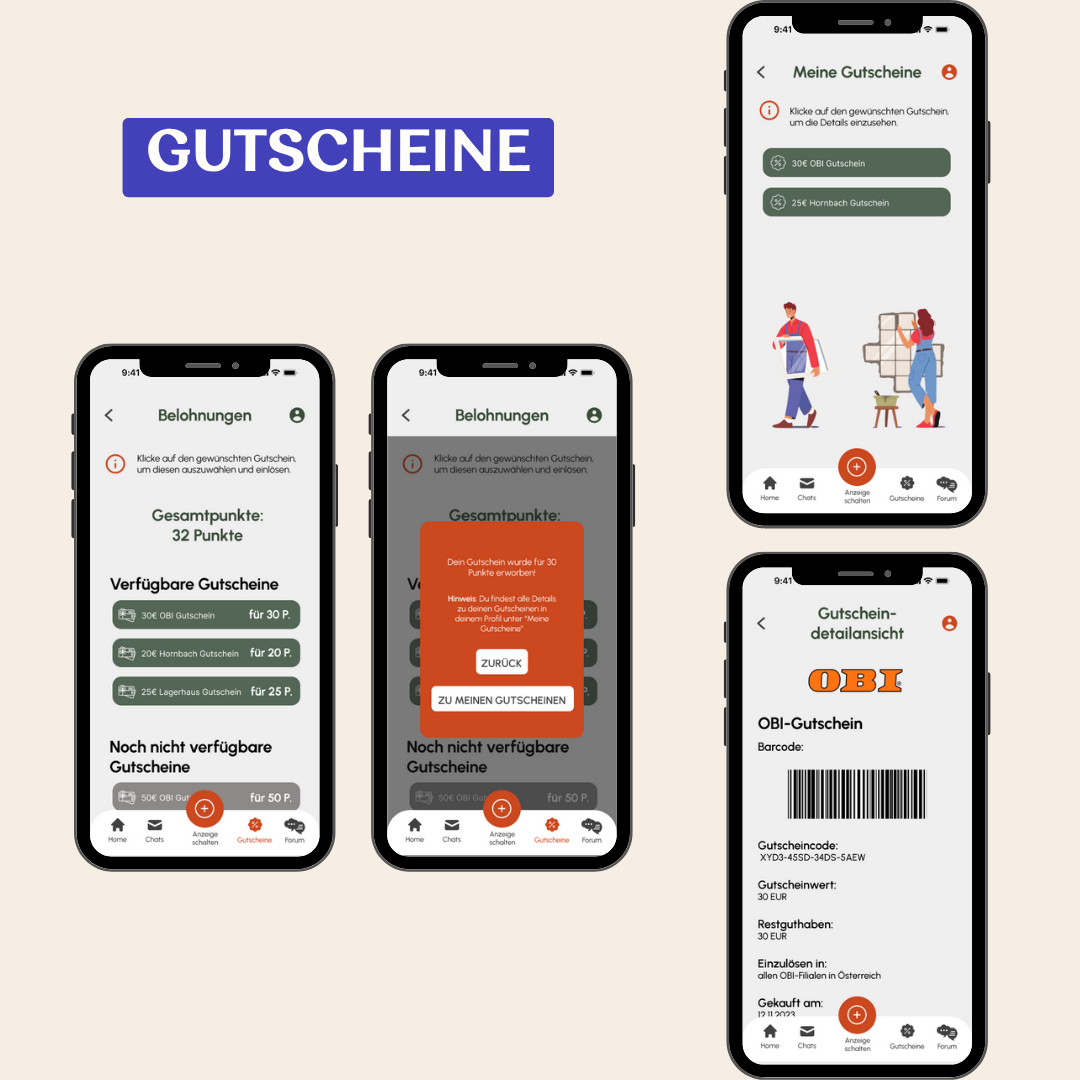 GUTSCHEINE
9:41
Belohnungen
Klicke auf den gewünschten Gutschein,
um diesen auszuwählen und einlösen.
Gesamtpunkte:
32 Punkte
Verfügbare Gutscheine
30€ OBI Gutschein für 30 P.
20€ Hornbach Gutschein für 20 P.
25€ Lagerhaus Gutschein für 25 P.
Noch nicht verfügbare
Gutscheine
50€ OBI Gut für 50 P.
Home Chats Anzeige schalten Gutscheine Forum
9:41
Belohnungen
Klicke auf den gewünschten Gutschein,
um diesen auszuwählen und einlösen.
Gesamtpunkte:
Dein Gutschein wurde für 30
Punkte erworben!
Hinweis: Du findest alle Details
zu deinen Gutscheinen in
deinem Profil unter "Meine
Gutscheine"
ZURÜCK
ZU MEINEN GUTSCHEINEN
Noch nicht verfügbare
Gutscheine
50€ OBI Gut für 50 P.
Home Chats Anzeige schalten Gutscheine Forum
9:41
Meine Gutscheine
Klicke auf den gewünschten Gutschein,
um die Details einzusehen.
30€ OBI Gutschein
25€ Hornbach Gutschein
Home Chats Anzeige schalten Gutscheine Forum
9:41
Gutschein-
detailansicht
OBI
OBI-Gutschein
Barcode:
Gutscheincode:
XYD3-45SD-34DS-5AEW
Gutscheinwert:
30 EUR
Restguthaben:
30 EUR
Einzulösen in:
allen OBI-Filialen in Österreich
Gekauft am:
12.11.2023
Home Chats Anzeige schalten Gutscheine Forum